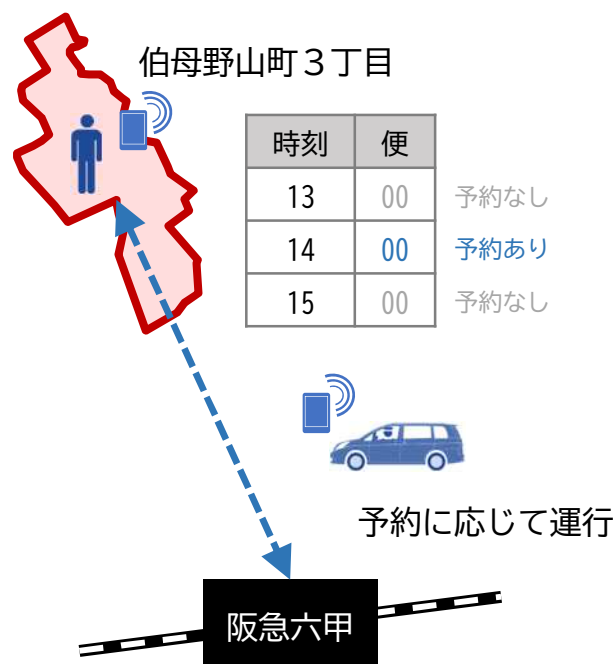 伯母野山町３丁目
時刻 便
13 00 予約なし
14 00 予約あり
15 00 予約なし
予約に応じて運行
阪急六甲